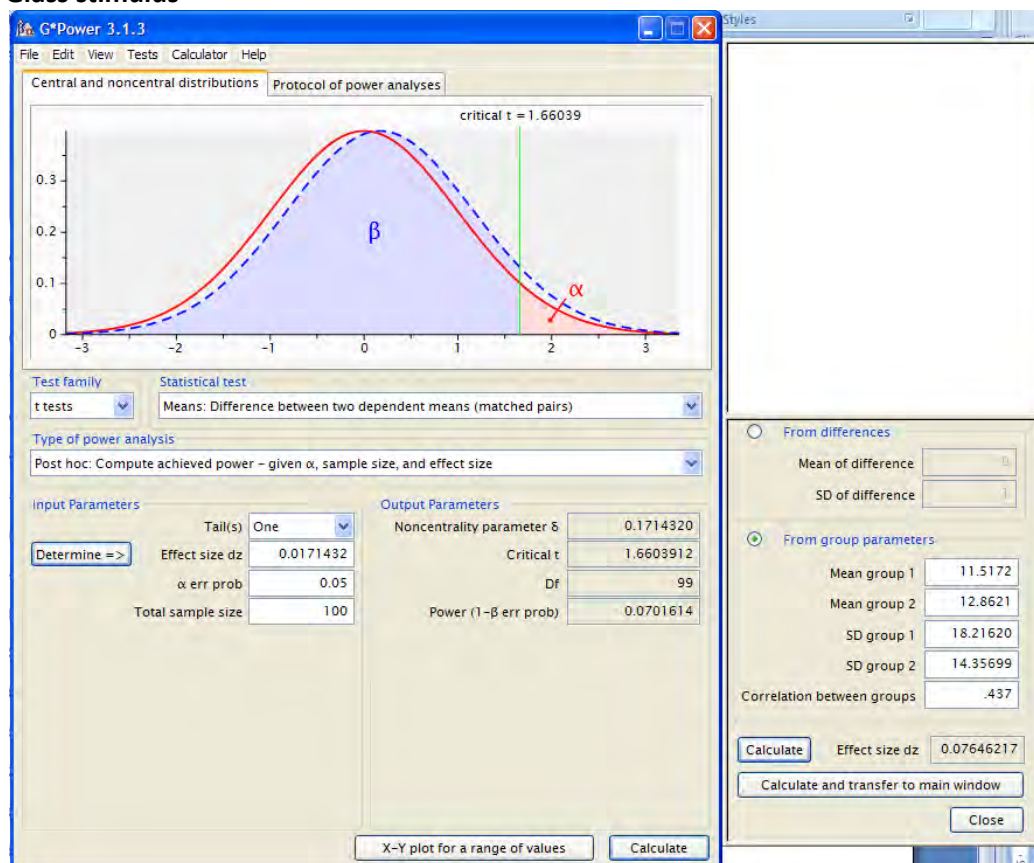 Glass stimulus
G*Power 3.1.3
Styles
File Edit View Tests Calculator Help
Central and noncentral distributions Protocol of power analyses
critical t = 1.66039
0.3
0.2
0.1
0
β
α
-3 -2 -1 0 1 2 3
Test family Statistical test
t tests Means: Difference between two dependent means (matched pairs)
Type of power analysis
Post hoc: Compute achieved power – given α, sample size, and effect size
Input Parameters Output Parameters
Tail(s) One Noncentrality parameter δ 0.1714320
Determine => Effect size dz 0.0171432 Critical t 1.6603912
α err prob 0.05 Df 99
Total sample size 100 Power (1-β err prob) 0.0701614
X-Y plot for a range of values Calculate
From differences
Mean of difference 0
SD of difference 1
From group parameters
Mean group 1 11.5172
Mean group 2 12.8621
SD group 1 18.21620
SD group 2 14.35699
Correlation between groups .437
Calculate Effect size dz 0.07646217
Calculate and transfer to main window
Close